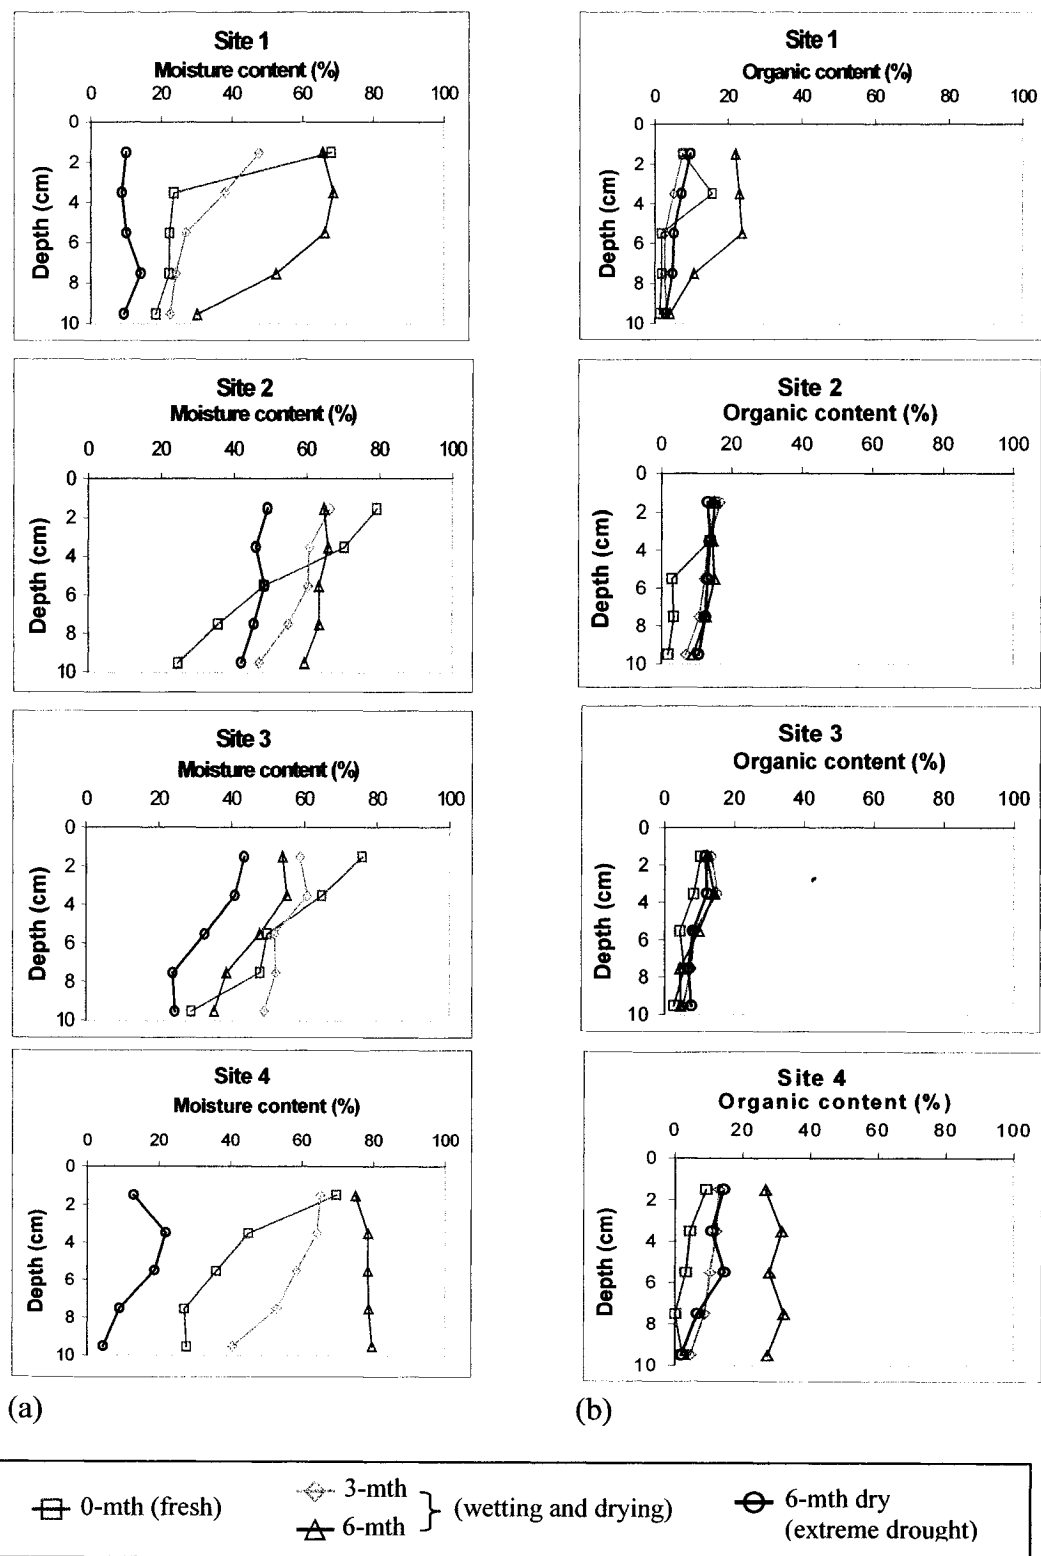 Site 1
Moisture content (%)
0 20 40 60 80 100
0
2
4
6
8
10
Depth (cm)
Site 1
Organic content (%)
0 20 40 60 80 100
0
2
4
6
8
10
Depth (cm)
Site 2
Moisture content (%)
0 20 40 60 80 100
0
2
4
6
8
10
Depth (cm)
Site 2
Organic content (%)
0 20 40 60 80 100
0
2
4
6
8
10
Depth (cm)
Site 3
Moisture content (%)
0 20 40 60 80 100
0
2
4
6
8
10
Depth (cm)
Site 3
Organic content (%)
0 20 40 60 80 100
0
2
4
6
8
10
Depth (cm)
Site 4
Moisture content (%)
0 20 40 60 80 100
0
2
4
6
8
10
Depth (cm)
Site 4
Organic content (%)
0 20 40 60 80 100
0
2
4
6
8
10
Depth (cm)
(a)
(b)
0-mth (fresh)
3-mth
6-mth
(wetting and drying)
6-mth dry
(extreme drought)